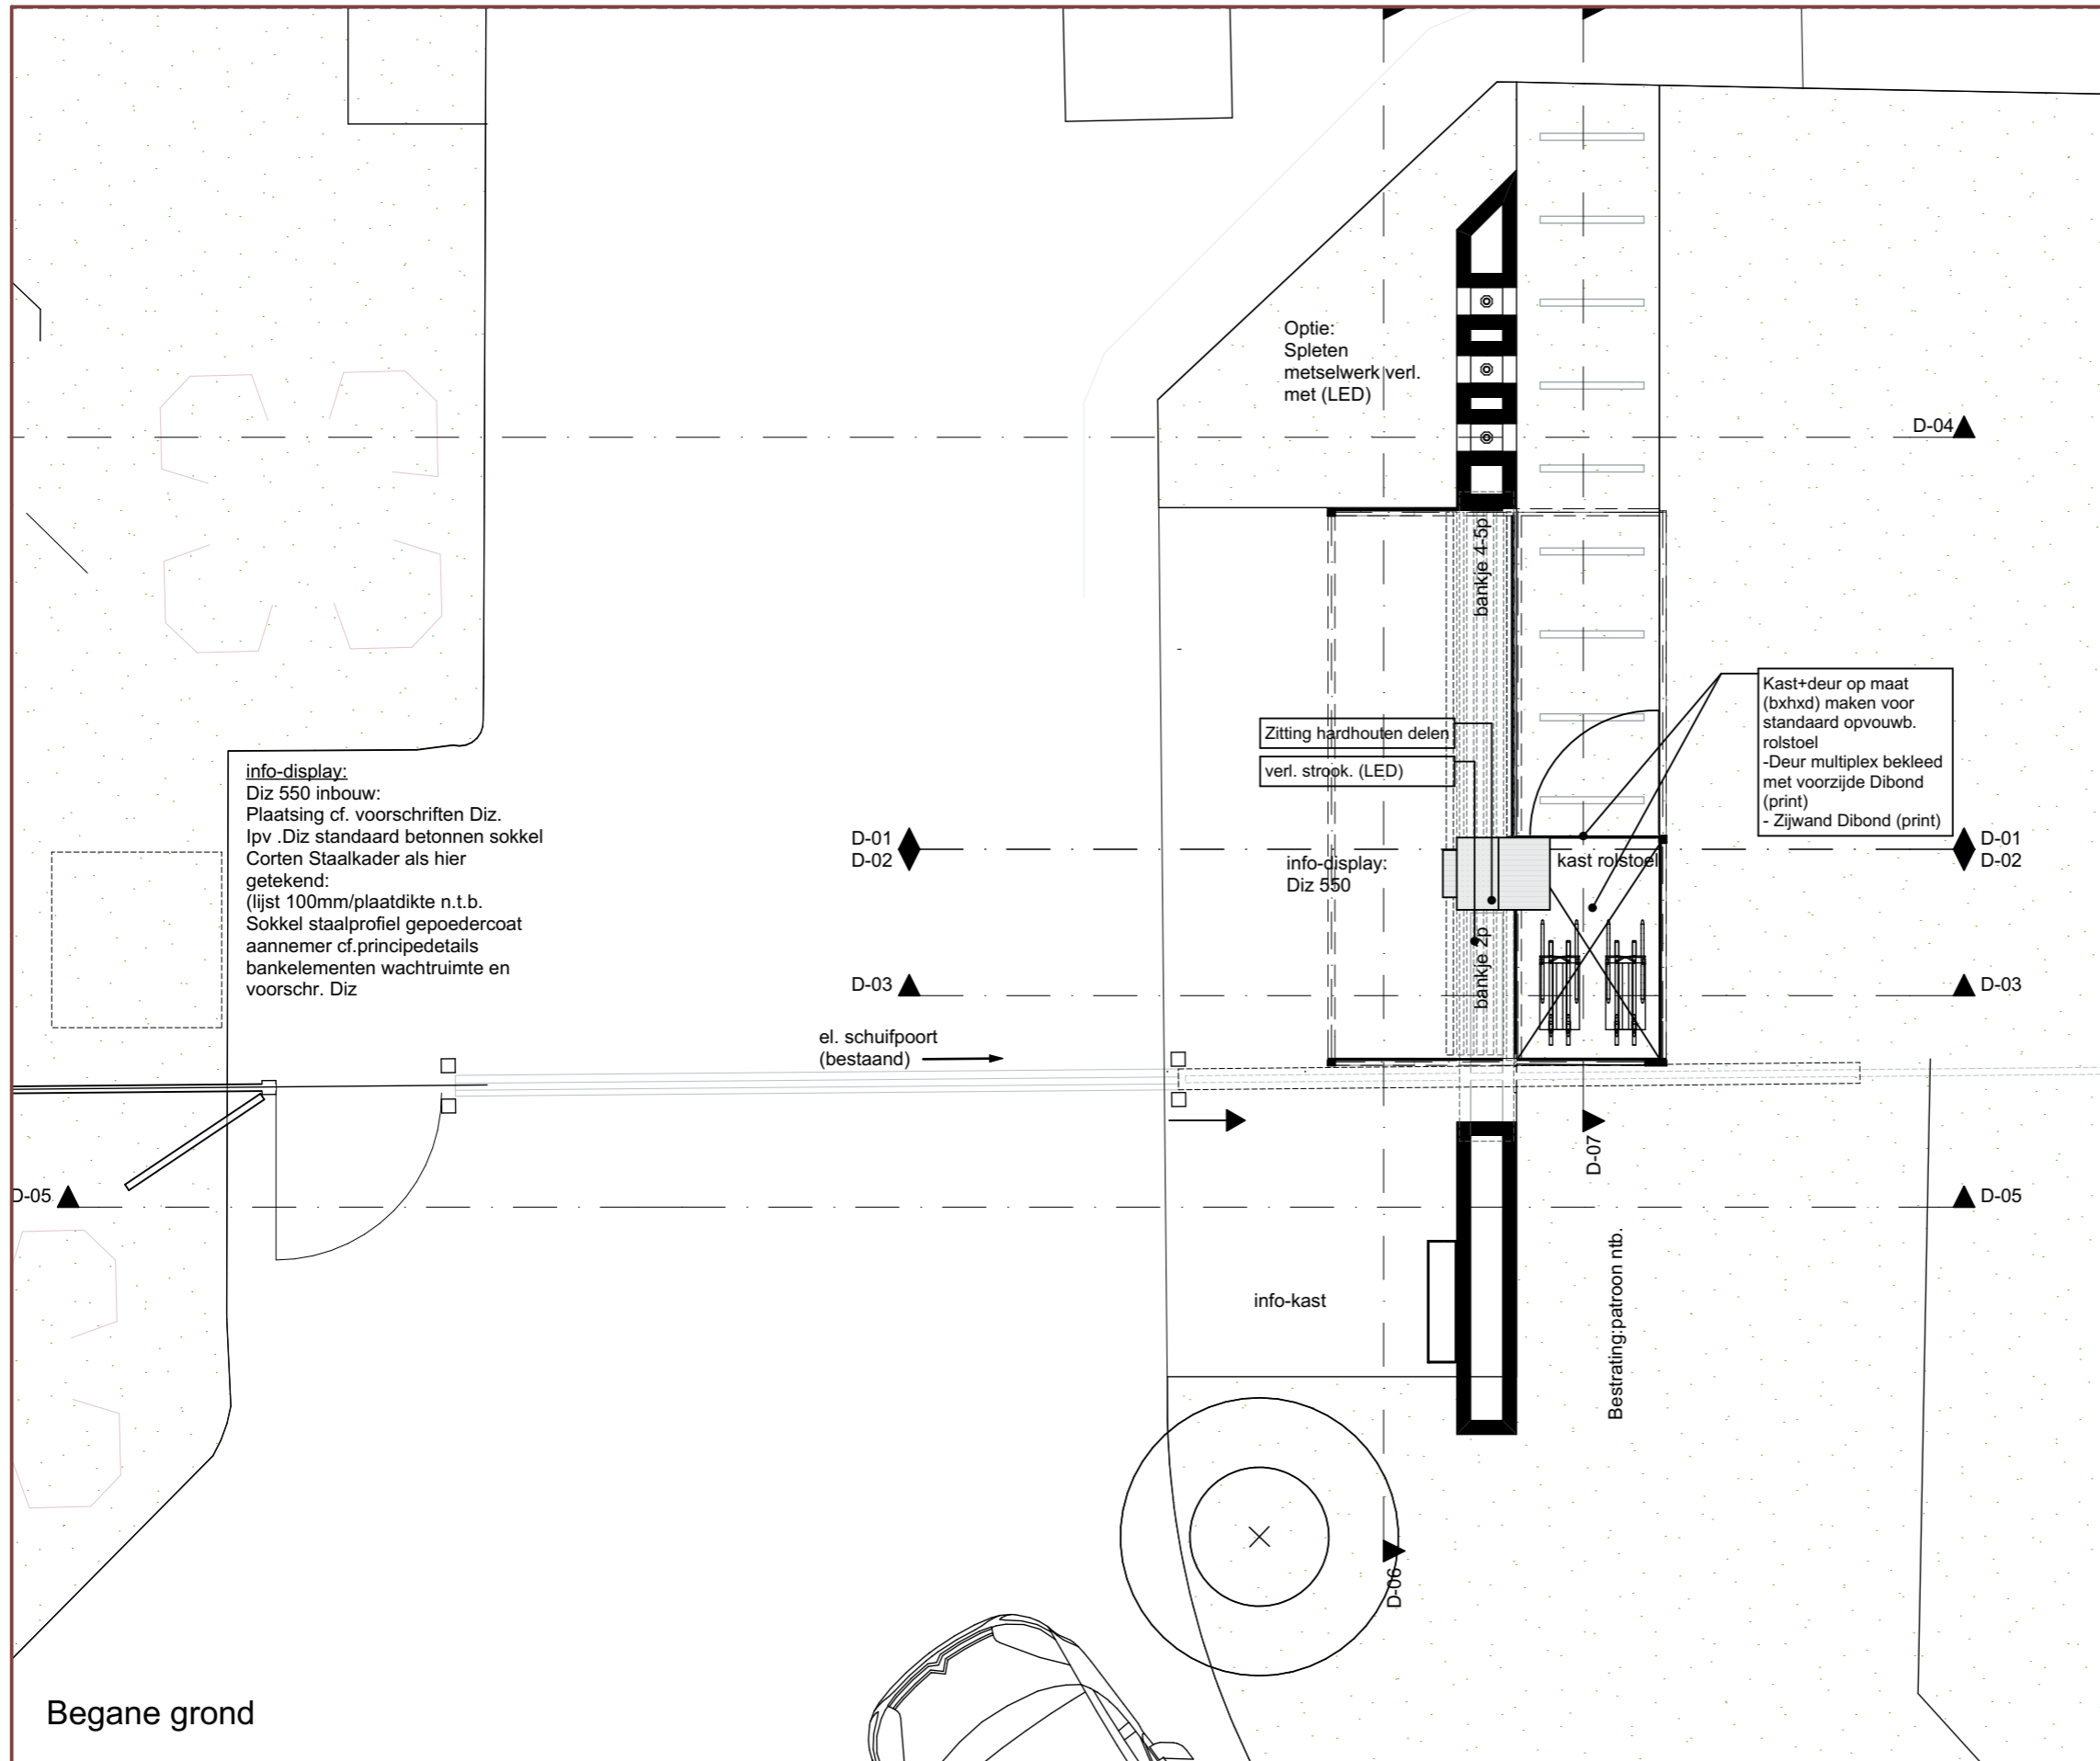 Optie:
Spleten
metselwerk verl.
met (LED)
D-04
bankje 4-5p
Kast+deur op maat
(bxhxd) maken voor
standaard opvouwb.
rolstoel
-Deur multiplex bekleed
met voorzijde Dibond
(print)
- Zijwand Dibond (print)
Zitting hardhouten delen
verl. strook. (LED)
info-display:
Diz 550 inbouw:
Plaatsing cf. voorschriften Diz.
Ipv .Diz standaard betonnen sokkel
Corten Staalkader als hier
getekend:
(lijst 100mm/plaatdikte n.t.b.
Sokkel staalprofiel gepoedercoat
aannemer cf.principedetails
bankelementen wachtruimte en
voorschr. Diz
D-01
D-02
info-display:
Diz 550
kast rolstoel
D-01
D-02
bankje 2p
D-03
D-03
el. schuifpoort
(bestaand)
D-07
D-05
D-05
info-kast
Bestrating:patroon ntb.
D-06
Begane grond